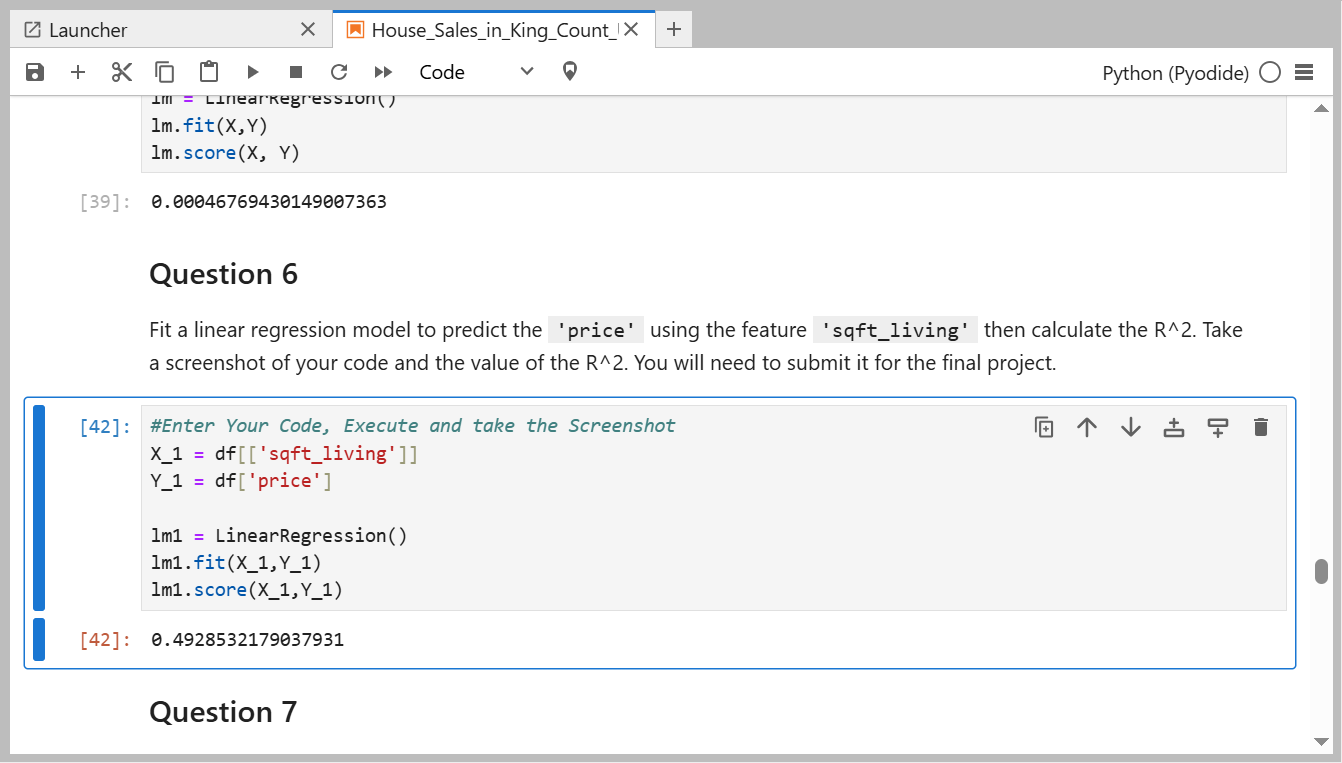 Launcher
House_Sales_in_King_Count_
Code
Python (Pyodide)
lm = LinearRegression()
lm.fit(X,Y)
lm.score(X, Y)
[39]: 0.00046769430149007363
Question 6
Fit a linear regression model to predict the 'price' using the feature 'sqft_living' then calculate the R^2. Take
a screenshot of your code and the value of the R^2. You will need to submit it for the final project.
[42]: #Enter Your Code, Execute and take the Screenshot
X_1 = df[['sqft_living']]
Y_1 = df['price']
lm1 = LinearRegression()
lm1.fit(X_1,Y_1)
lm1.score(X_1,Y_1)
[42]: 0.4928532179037931
Question 7